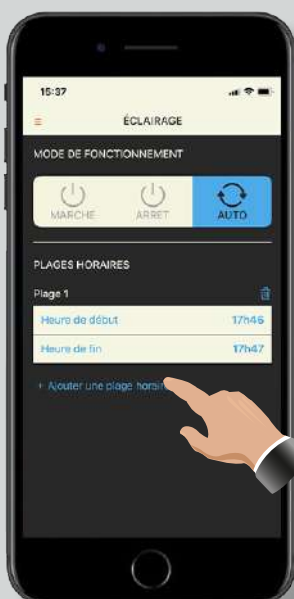 15:37
ÉCLAIRAGE
MODE DE FONCTIONNEMENT
MARCHE ARRET AUTO
PLAGES HORAIRES
Plage 1
Heure de début 17h46
Heure de fin 17h47
+ Ajouter une plage